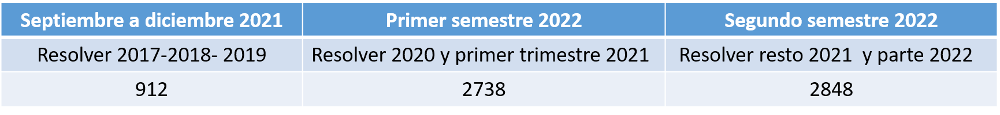 Septiembre a diciembre 2021 Primer semestre 2022 Segundo semestre 2022
Resolver 2017-2018- 2019 Resolver 2020 y primer trimestre 2021 Resolver resto 2021 y parte 2022
912 2738 2848